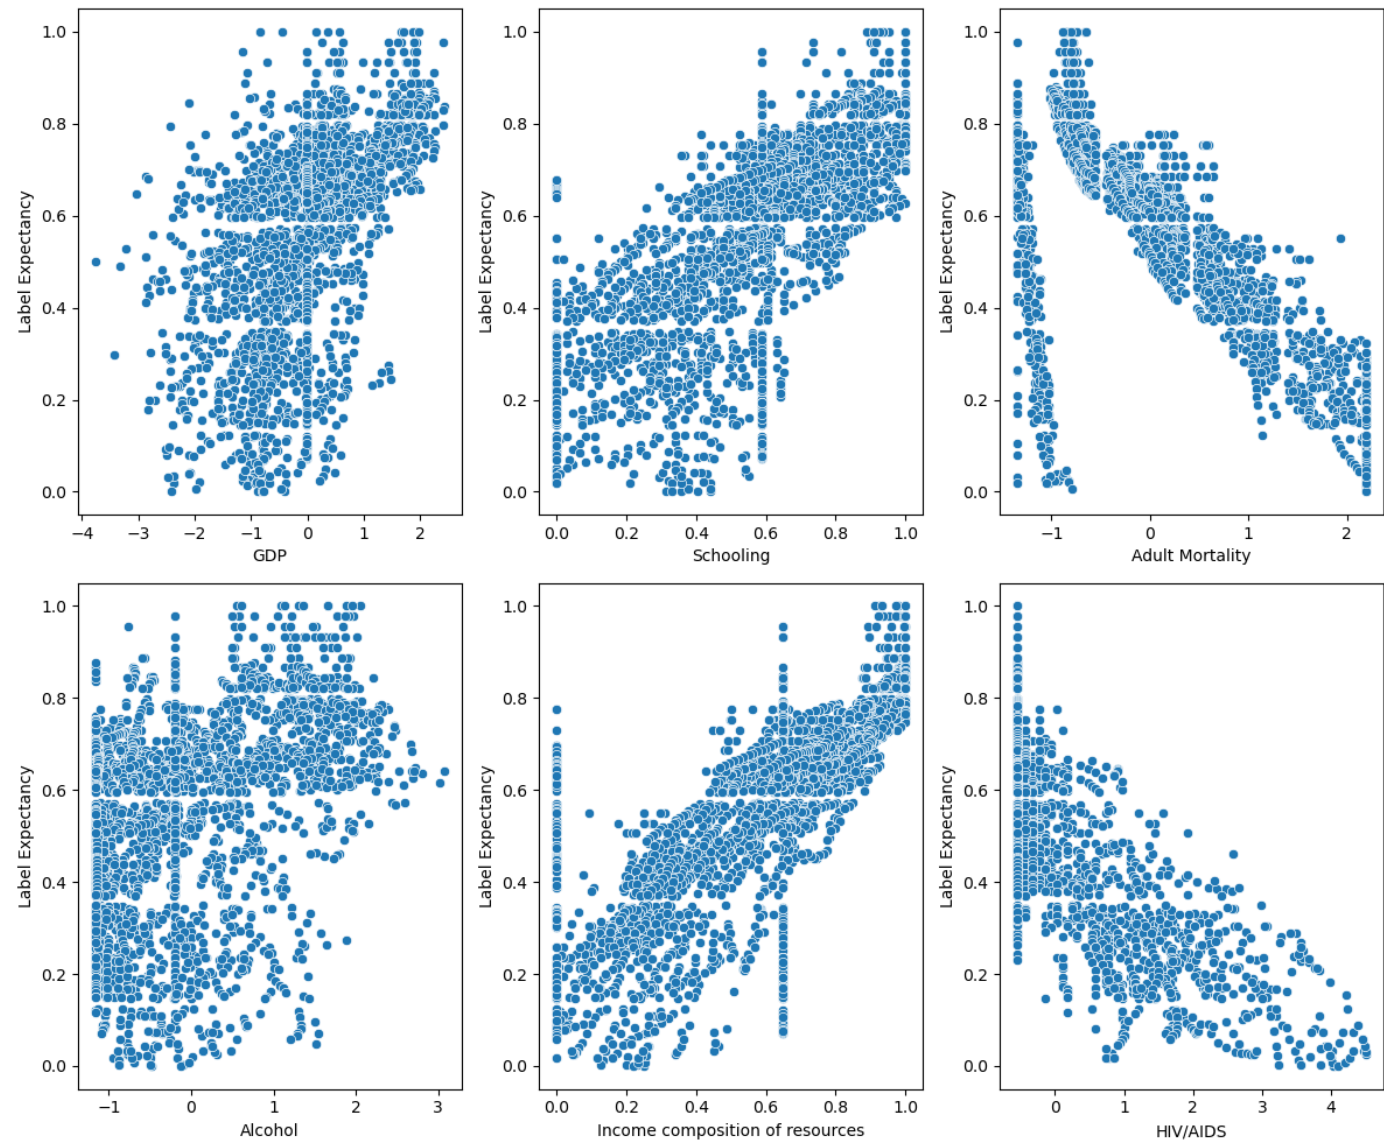 1.0
0.8
0.6
0.4
0.2
0.0
Label Expectancy
−4 −3 −2 −1 0 1 2
GDP
1.0
0.8
0.6
0.4
0.2
0.0
Label Expectancy
0.0 0.2 0.4 0.6 0.8 1.0
Schooling
1.0
0.8
0.6
0.4
0.2
0.0
Label Expectancy
−1 0 1 2
Adult Mortality
1.0
0.8
0.6
0.4
0.2
0.0
Label Expectancy
−1 0 1 2 3
Alcohol
1.0
0.8
0.6
0.4
0.2
0.0
Label Expectancy
0.0 0.2 0.4 0.6 0.8 1.0
Income composition of resources
1.0
0.8
0.6
0.4
0.2
0.0
Label Expectancy
0 1 2 3 4
HIV/AIDS